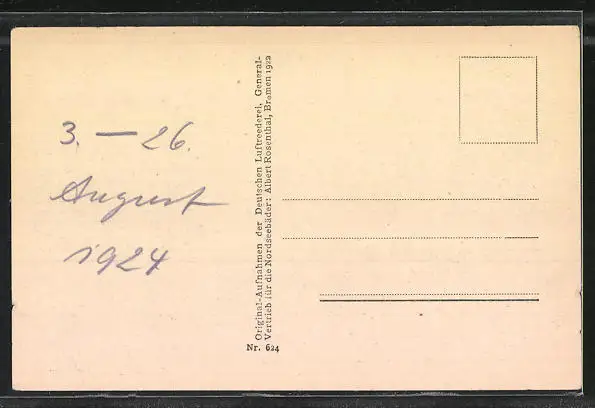 3. — 26.
August
1924
Original-Aufnahmen der Deutschen Luftreederei, General-
Vertrieb für die Nordseebäder: Albert Rosenthal, Bremen 1922
Nr. 624